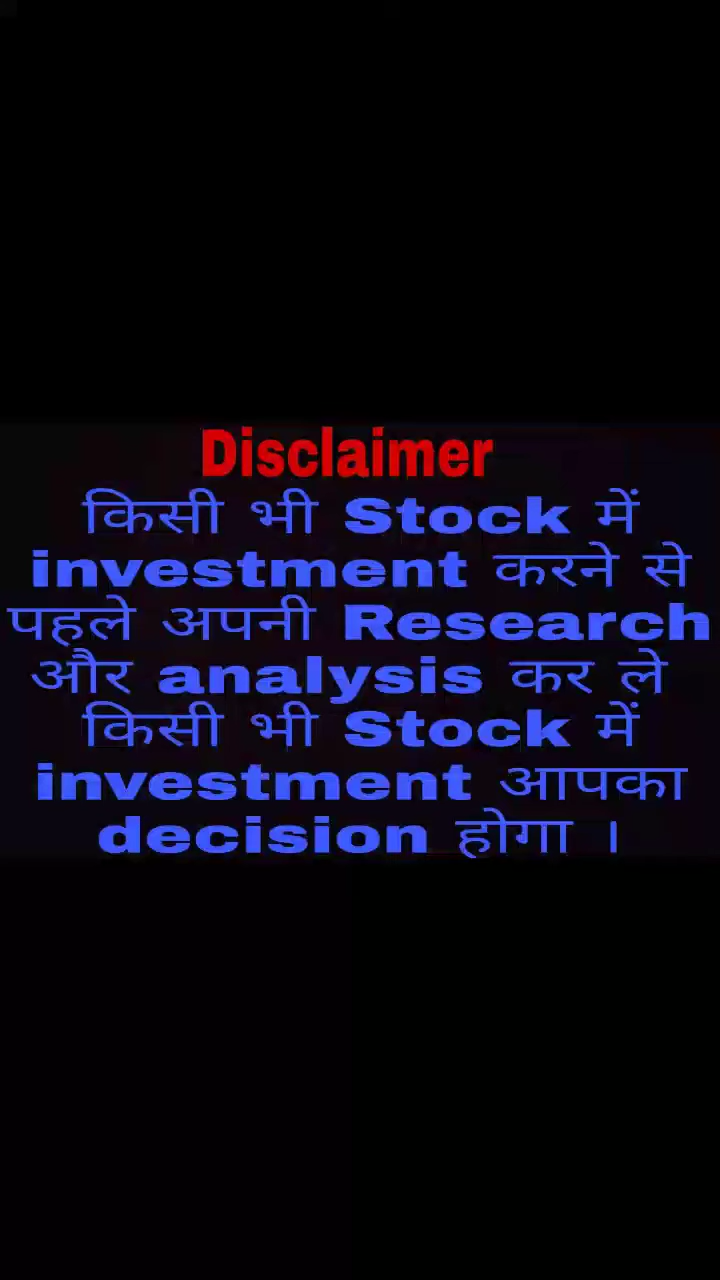 Disclaimer
किसी भी Stock में
investment करने से
पहले अपनी Research
और analysis कर ले
किसी भी Stock में
investment आपका
decision होगा ।